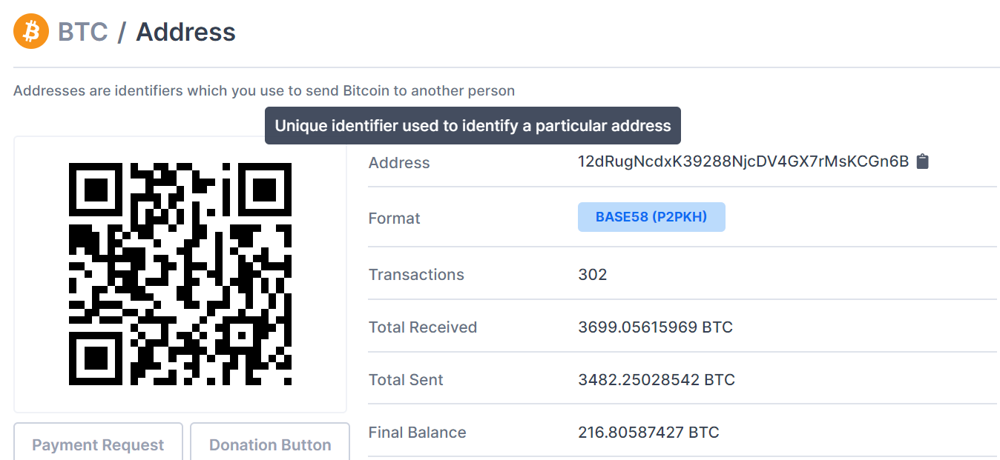 BTC / Address
Addresses are identifiers which you use to send Bitcoin to another person
Unique identifier used to identify a particular address
Address 12dRugNcdxK39288NjcDV4GX7rMsKCGn6B
Format BASE58 (P2PKH)
Transactions 302
Total Received 3699.05615969 BTC
Total Sent 3482.25028542 BTC
Final Balance 216.80587427 BTC
Payment Request Donation Button